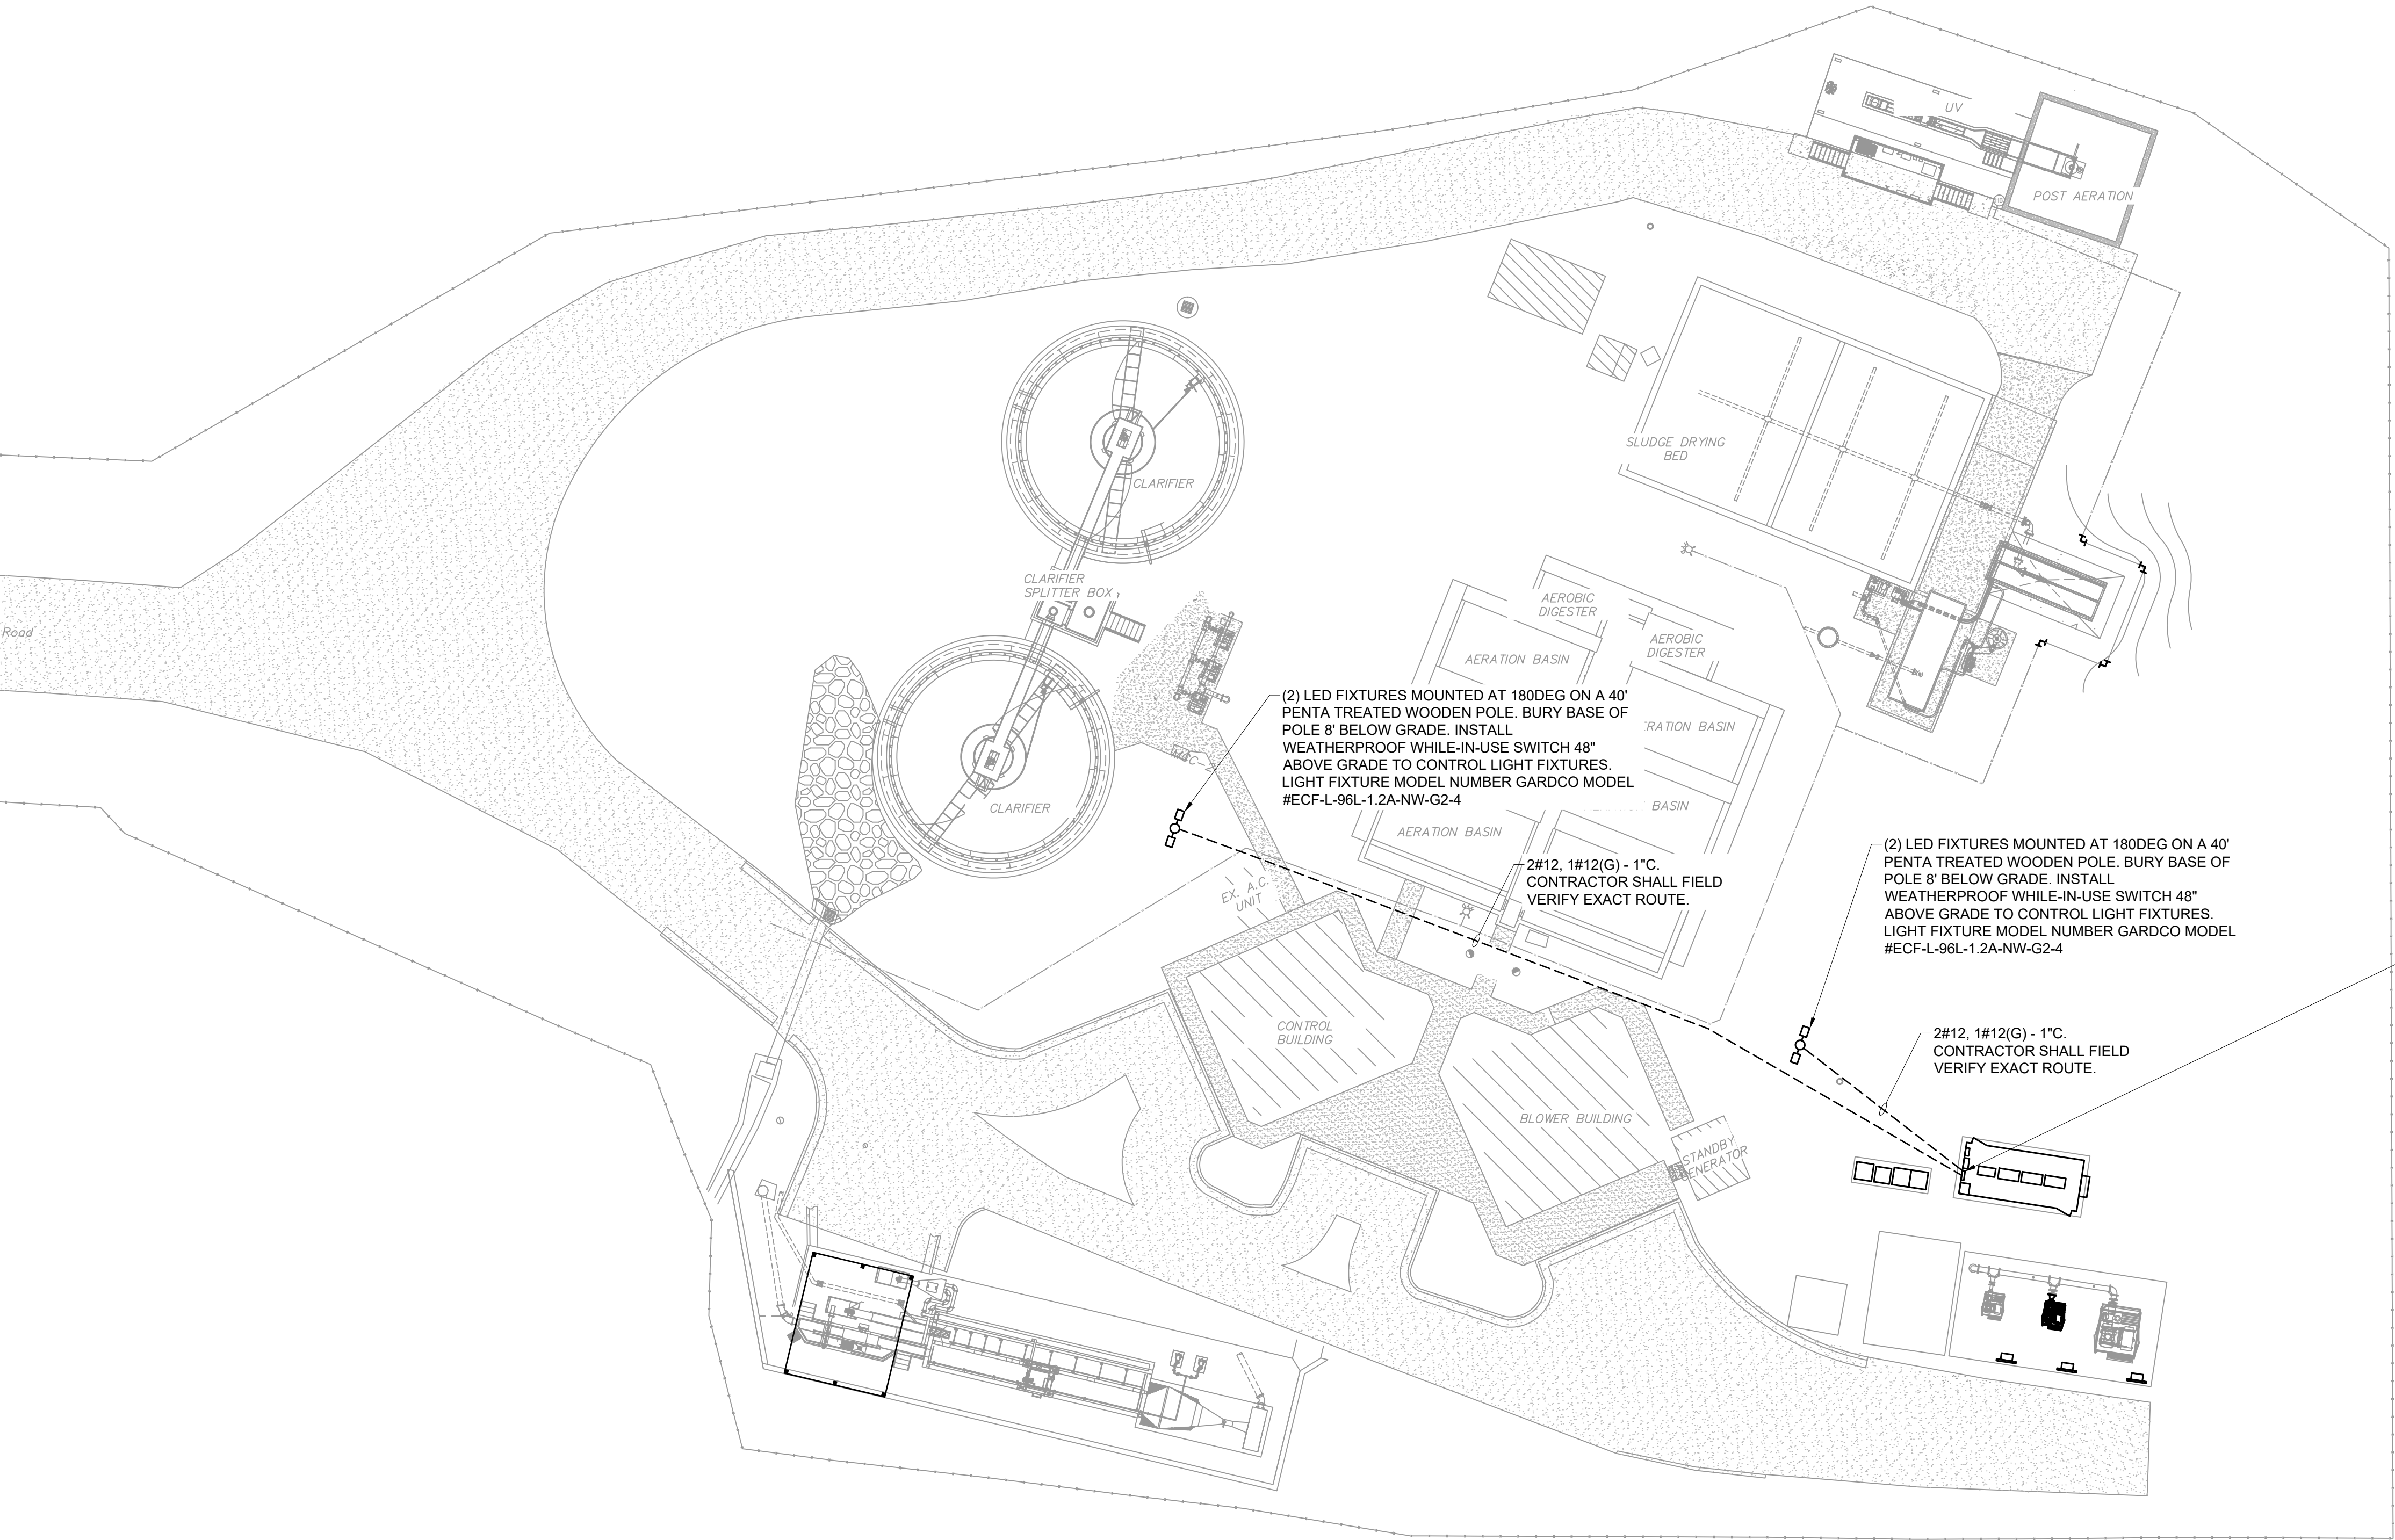 UV
POST AERATION
SLUDGE DRYING
BED
CLARIFIER
CLARIFIER
SPLITTER BOX
Road
AEROBIC
DIGESTER
AEROBIC
DIGESTER
AERATION BASIN
(2) LED FIXTURES MOUNTED AT 180DEG ON A 40'
PENTA TREATED WOODEN POLE. BURY BASE OF
POLE 8' BELOW GRADE. INSTALL
WEATHERPROOF WHILE-IN-USE SWITCH 48"
ABOVE GRADE TO CONTROL LIGHT FIXTURES.
LIGHT FIXTURE MODEL NUMBER GARDCO MODEL
#ECF-L-96L-1.2A-NW-G2-4
RATION BASIN
BASIN
CLARIFIER
AERATION BASIN
2#12, 1#12(G) - 1"C.
CONTRACTOR SHALL FIELD
VERIFY EXACT ROUTE.
(2) LED FIXTURES MOUNTED AT 180DEG ON A 40'
PENTA TREATED WOODEN POLE. BURY BASE OF
POLE 8' BELOW GRADE. INSTALL
WEATHERPROOF WHILE-IN-USE SWITCH 48"
ABOVE GRADE TO CONTROL LIGHT FIXTURES.
LIGHT FIXTURE MODEL NUMBER GARDCO MODEL
#ECF-L-96L-1.2A-NW-G2-4
EX. A.C.
UNIT
CONTROL
BUILDING
2#12, 1#12(G) - 1"C.
CONTRACTOR SHALL FIELD
VERIFY EXACT ROUTE.
BLOWER BUILDING
STANDBY
GENERATOR